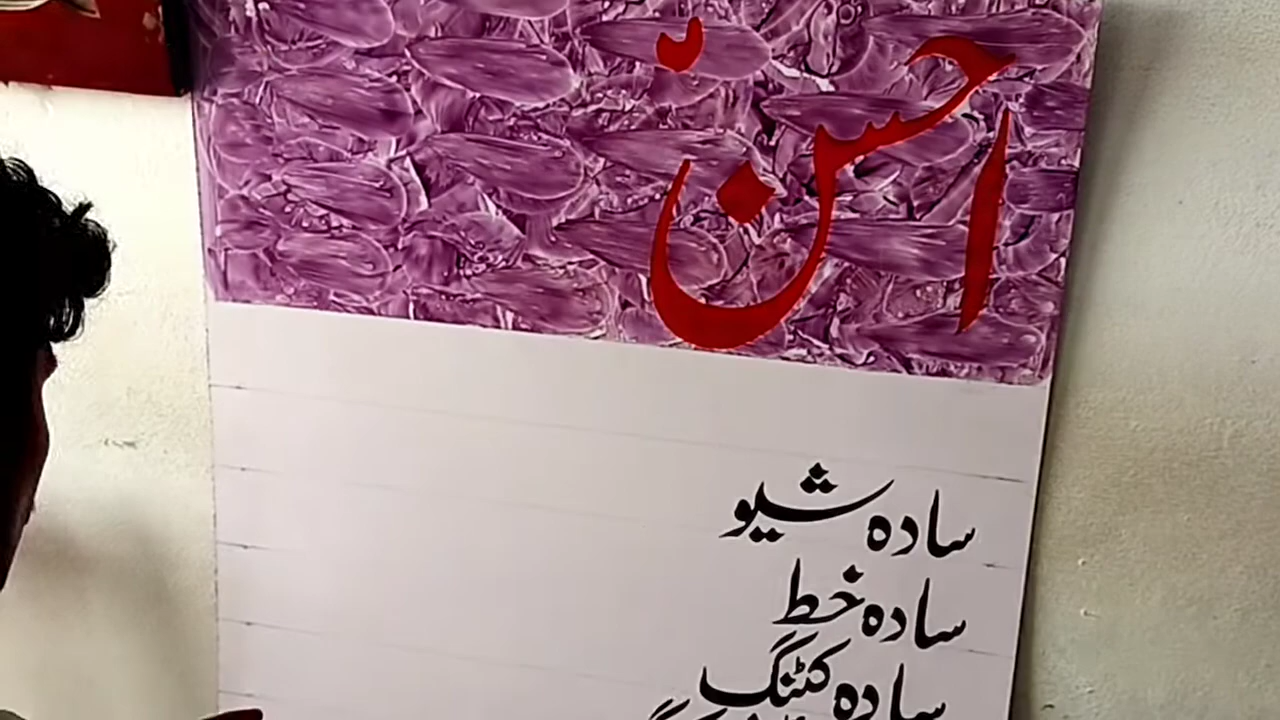 احسن
سادہ شیو
سادہ خط
سادہ کٹنگ